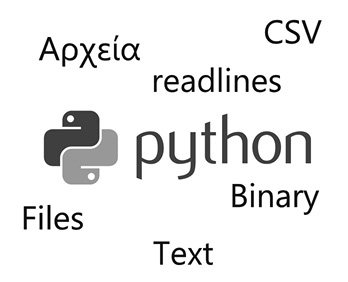 CSV
Αρχεία
readlines
python
Binary
Files
Text